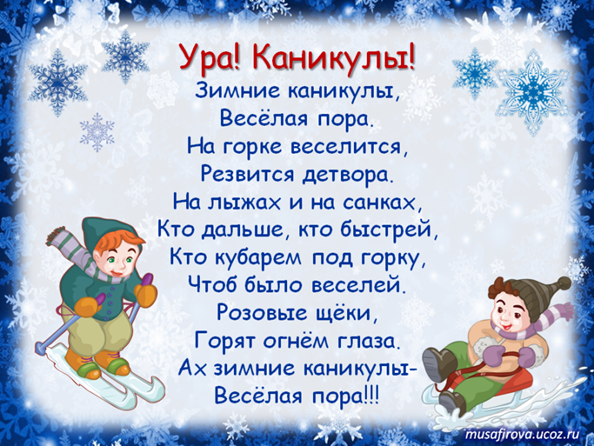 Ура! Каникулы!
Зимние каникулы,
Весёлая пора.
На горке веселится,
Резвится детвора.
На лыжах и на санках,
Кто дальше, кто быстрей,
Кто кубарем под горку,
Чтоб было веселей.
Розовые щёки,
Горят огнём глаза.
Ах зимние каникулы-
Весёлая пора!!!
musafirova.ucoz.ru